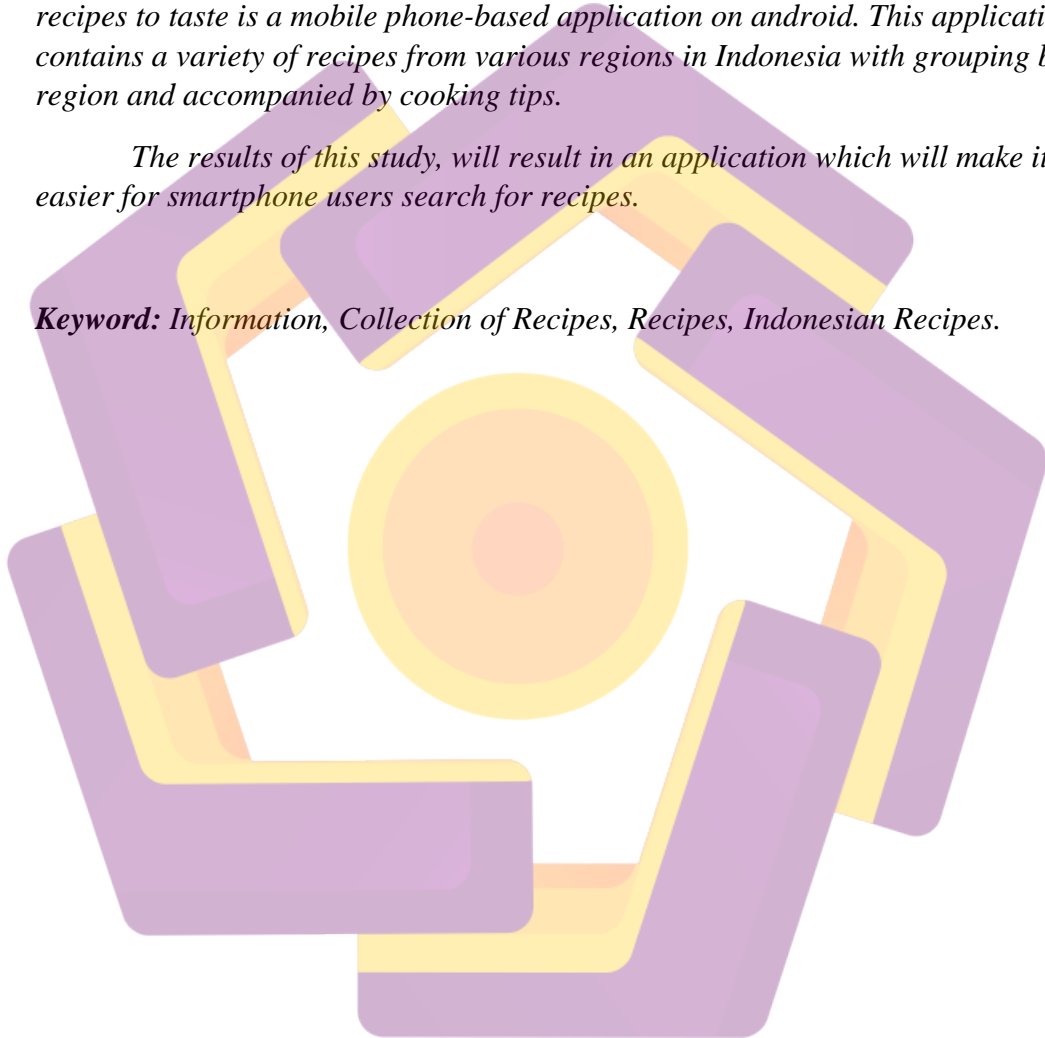 recipes to taste is a mobile phone-based application on android. This applicati
contains a variety of recipes from various regions in Indonesia with grouping b
region and accompanied by cooking tips.
The results of this study, will result in an application which will make it
easier for smartphone users search for recipes.
Keyword: Information, Collection of Recipes, Recipes, Indonesian Recipes.